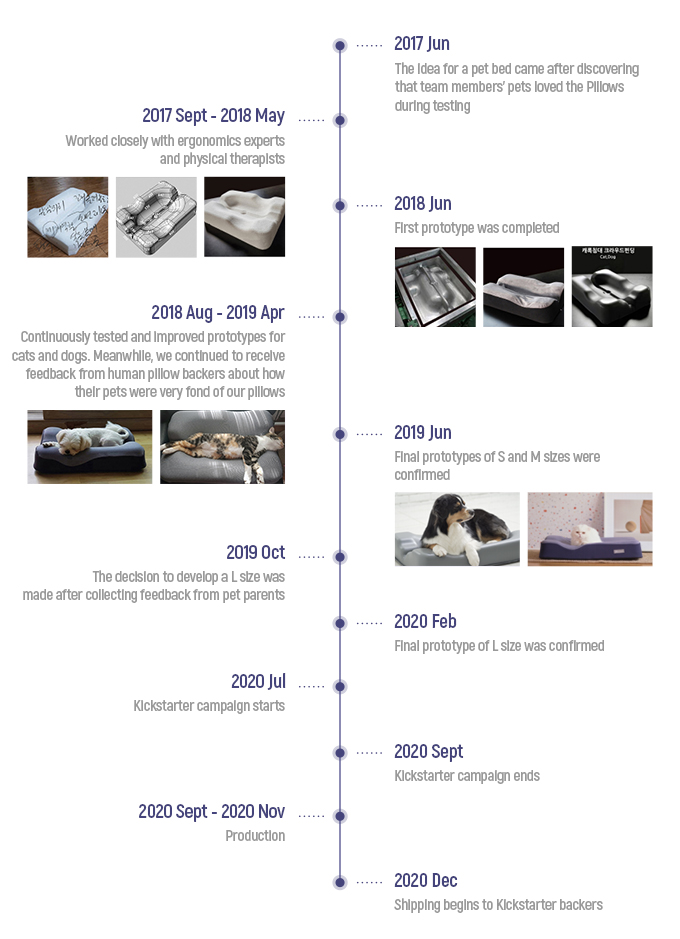 2017 Jun
The idea for a pet bed came after discovering
that team members' pets loved the Pillows
during testing
2017 Sept - 2018 May
Worked closely with ergonomics experts
and physical therapists
2018 Jun
First prototype was completed
캐톡침대 크라우드펀딩
Cat,Dog
2018 Aug - 2019 Apr
Continuously tested and improved prototypes for
cats and dogs. Meanwhile, we continued to receive
feedback from human pillow backers about how
their pets were very fond of our pillows
2019 Jun
Final prototypes of S and M sizes were
confirmed
2019 Oct
The decision to develop a L size was
made after collecting feedback from pet parents
2020 Feb
Final prototype of L size was confirmed
2020 Jul
Kickstarter campaign starts
2020 Sept
Kickstarter campaign ends
2020 Sept - 2020 Nov
Production
2020 Dec
Shipping begins to Kickstarter backers